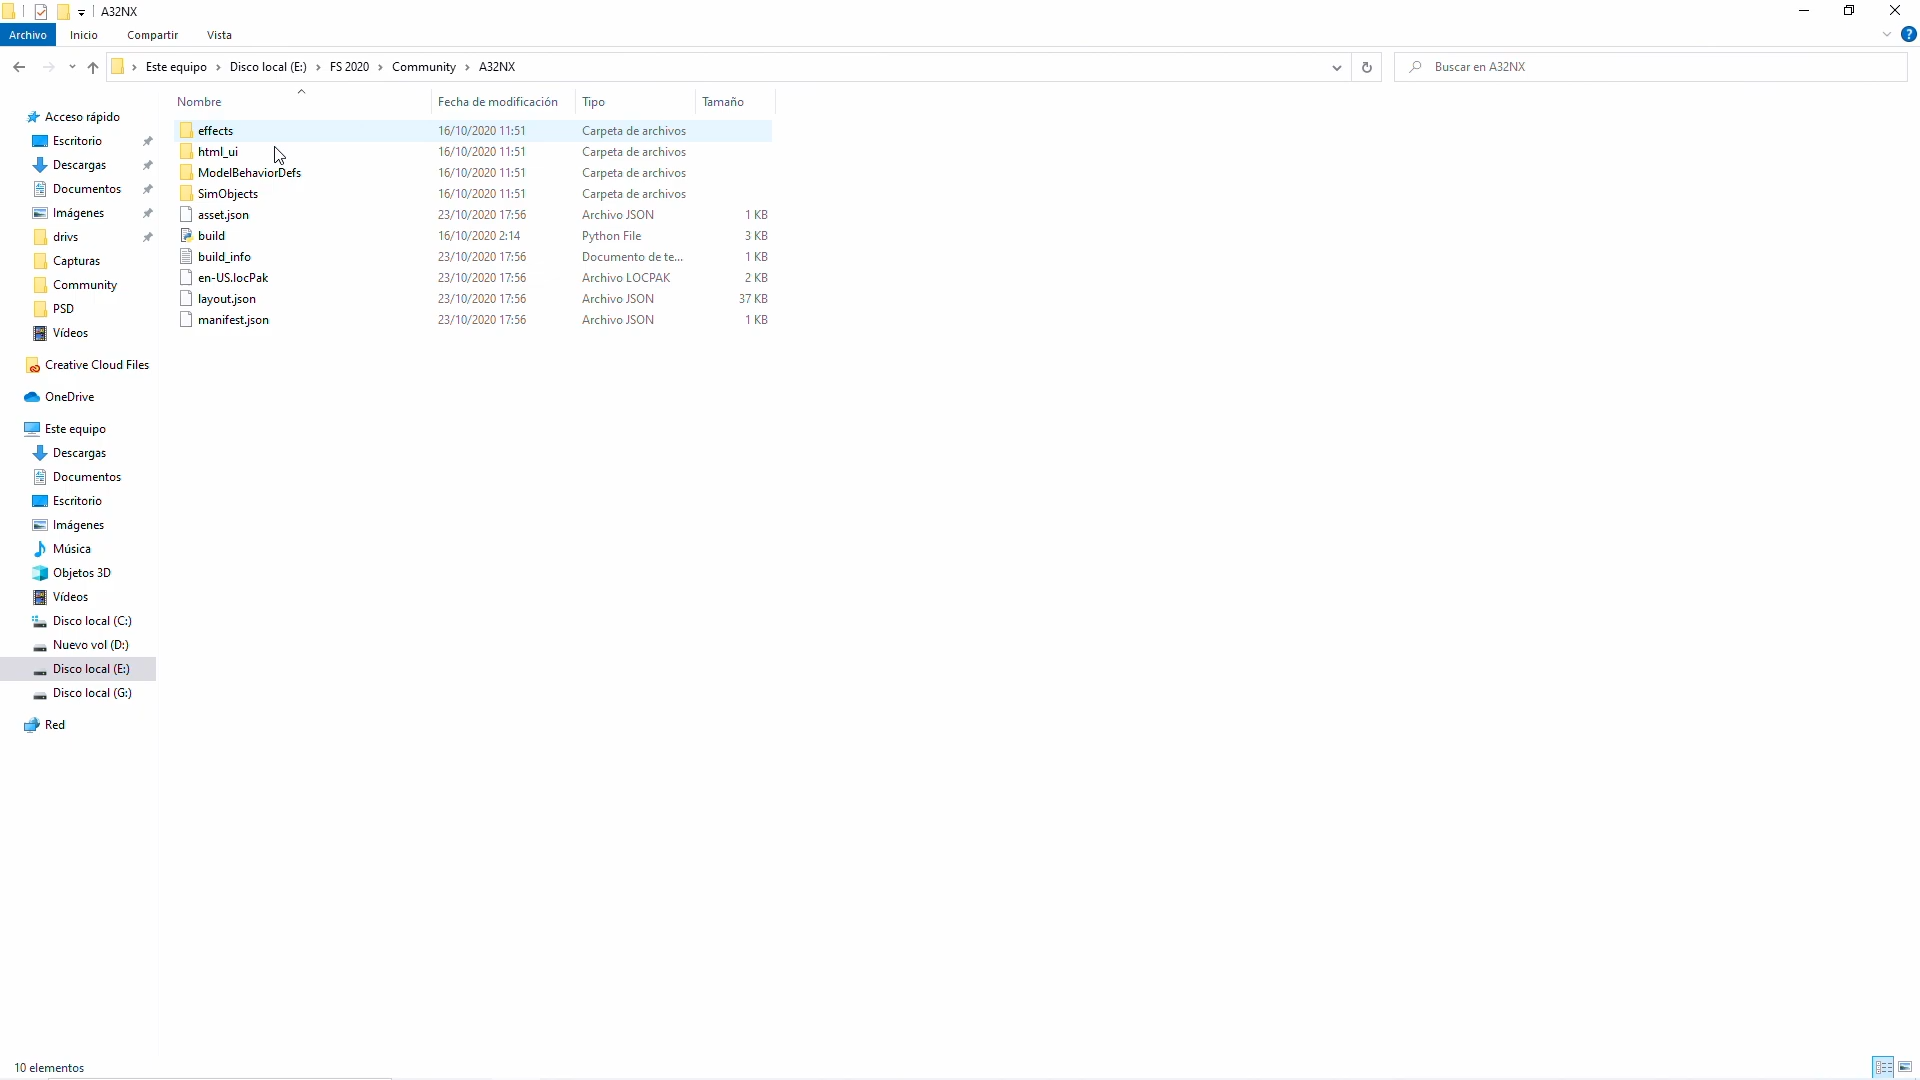 A32NX
Archivo Inicio Compartir Vista
Este equipo Disco local (E:) FS 2020 Community A32NX Buscar en A32NX
Nombre Fecha de modificación Tipo Tamaño
effects 16/10/2020 11:51 Carpeta de archivos
html_ui 16/10/2020 11:51 Carpeta de archivos
ModelBehaviorDefs 16/10/2020 11:51 Carpeta de archivos
SimObjects 16/10/2020 11:51 Carpeta de archivos
asset.json 23/10/2020 17:56 Archivo JSON 1 KB
build 16/10/2020 2:14 Python File 3 KB
build_info 23/10/2020 17:56 Documento de te... 1 KB
en-US.locPak 23/10/2020 17:56 Archivo LOCPAK 2 KB
layout.json 23/10/2020 17:56 Archivo JSON 37 KB
manifest.json 23/10/2020 17:56 Archivo JSON 1 KB
Acceso rápido
Escritorio
Descargas
Documentos
Imágenes
drivs
Capturas
Community
PSD
Vídeos
Creative Cloud Files
OneDrive
Este equipo
Descargas
Documentos
Escritorio
Imágenes
Música
Objetos 3D
Vídeos
Disco local (C:)
Nuevo vol (D:)
Disco local (E:)
Disco local (G:)
Red
10 elementos